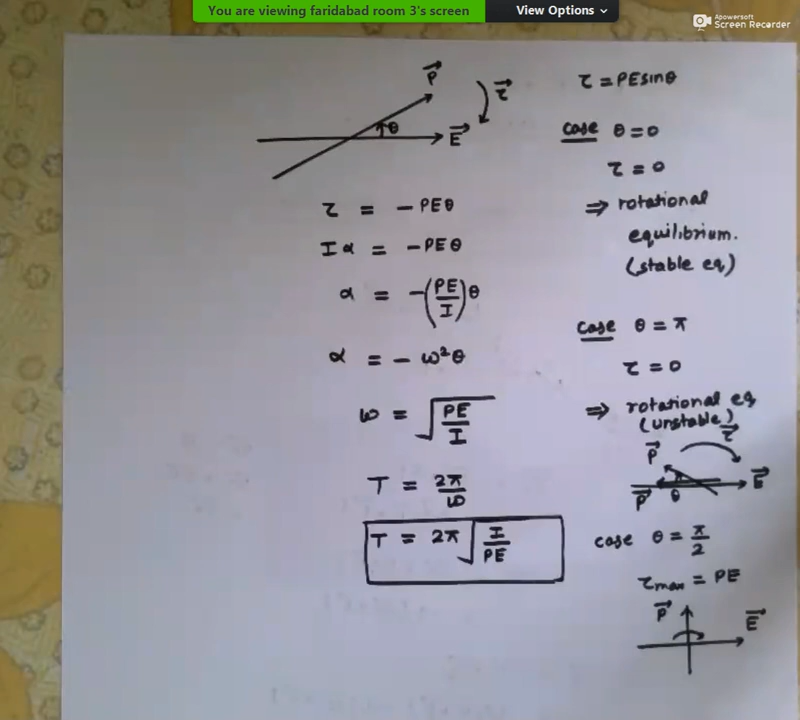 You are viewing faridabad room 3's screen
View Options
Apowersoft
Screen Recorder
P⃗
τ⃗
θ
E⃗
τ = - PEθ
Iα = - PEθ
α = -(PE/I)θ
α = - ω²θ
ω = √(PE/I)
T = 2π/ω
T = 2π√(I/PE)
τ = PEsinθ
case θ = 0
τ = 0
⇒ rotational
equilibrium.
(stable eq)
case θ = π
τ = 0
⇒ rotational eq
(unstable)
τ⃗
P⃗
E⃗
P⃗
θ
case θ = π/2
τmax = PE
P⃗
E⃗